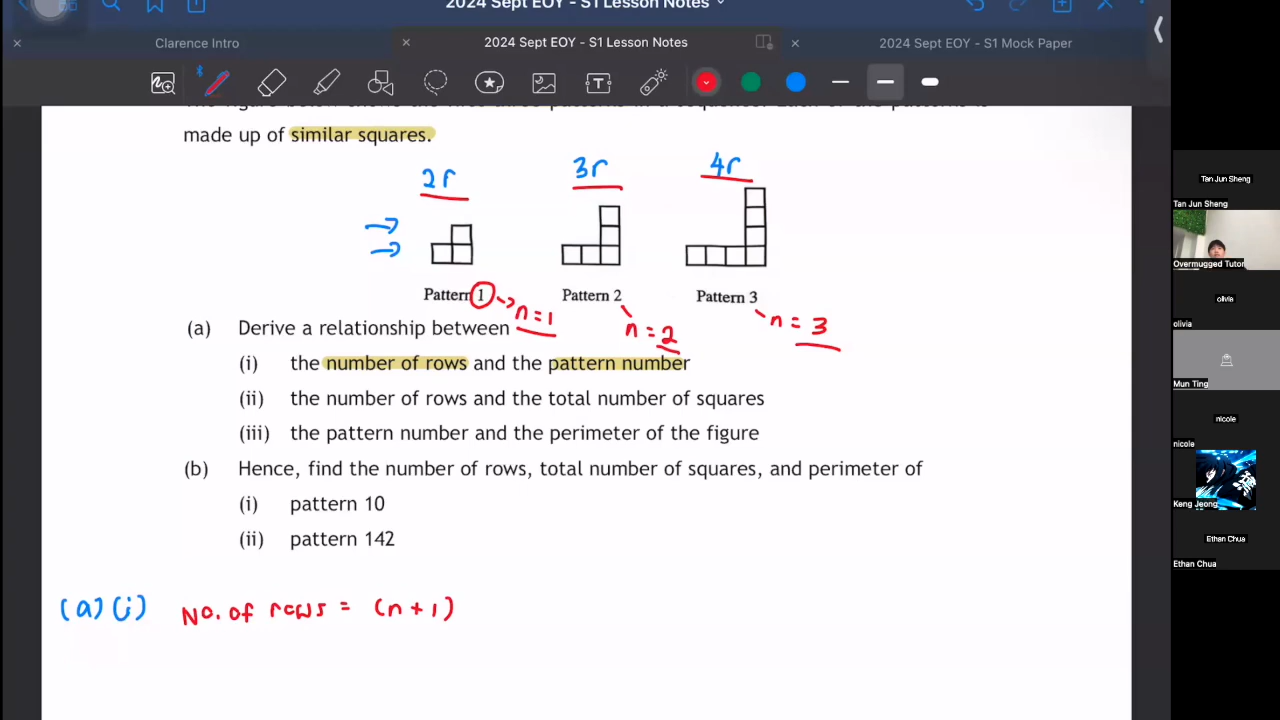 2024 Sept EOY - S1 Lesson Notes
Clarence Intro
2024 Sept EOY - S1 Lesson Notes
2024 Sept EOY - S1 Mock Paper
made up of similar squares.
2r 3r 4r
Pattern 1 Pattern 2 Pattern 3
n = 1 n = 2 n = 3
(a) Derive a relationship between
(i) the number of rows and the pattern number
(ii) the number of rows and the total number of squares
(iii) the pattern number and the perimeter of the figure
(b) Hence, find the number of rows, total number of squares, and perimeter of
(i) pattern 10
(ii) pattern 142
(a) (i) No. of rows = (n + 1)
Tan Jun Sheng
Tan Jun Sheng
Overmugged Tutor
olivia
olivia
Mun Ting
nicole
nicole
Keng Jeong
Ethan Chua
Ethan Chua